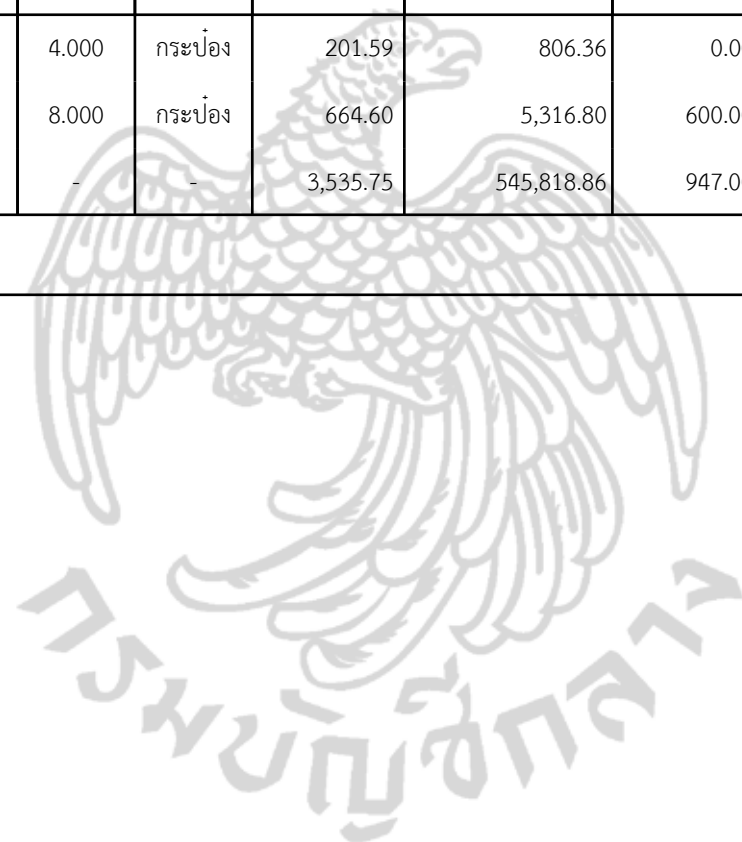 4.000 กระป๋อง 201.59 806.36 0.0
8.000 กระป๋อง 664.60 5,316.80 600.0
- - 3,535.75 545,818.86 947.0
กรมบัญชีกลาง